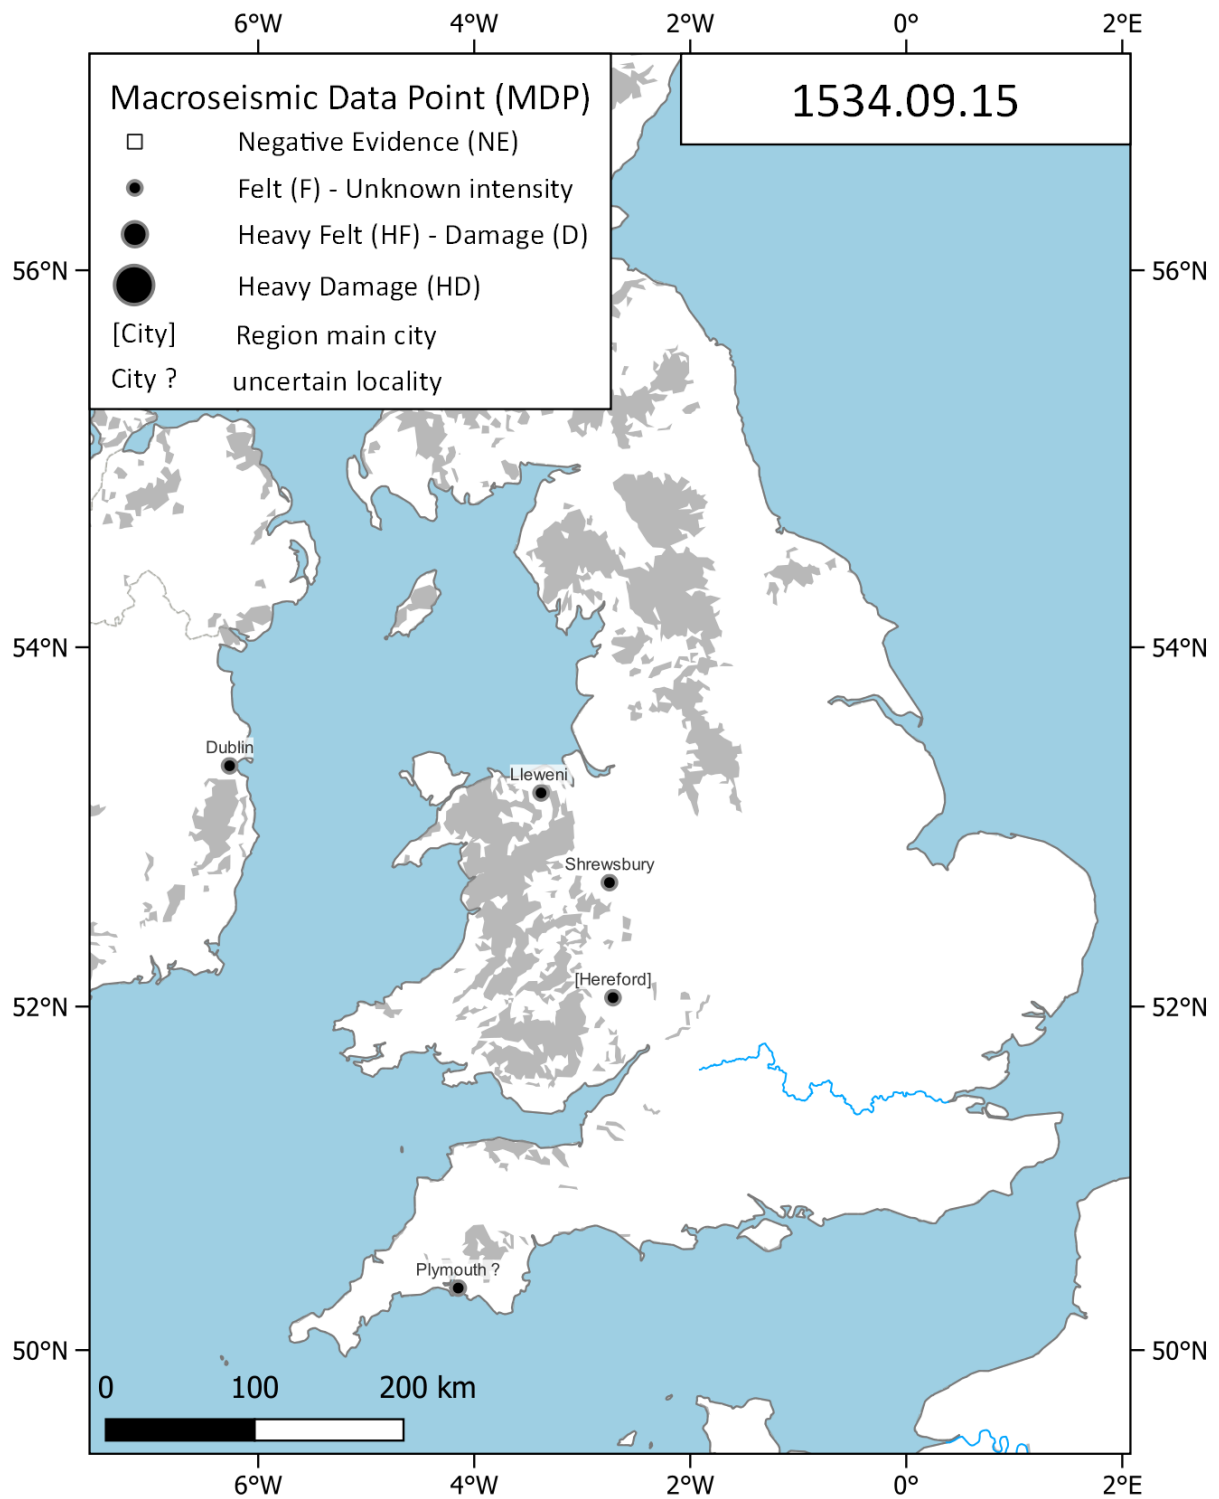 6°W 4°W 2°W 0° 2°E
Macroseismic Data Point (MDP)
Negative Evidence (NE)
Felt (F) - Unknown intensity
Heavy Felt (HF) - Damage (D)
Heavy Damage (HD)
[City] Region main city
City ? uncertain locality
1534.09.15
56°N 56°N
54°N 54°N
Dublin
Lleweni
Shrewsbury
[Hereford]
52°N 52°N
Plymouth ?
50°N 50°N
0 100 200 km
6°W 4°W 2°W 0° 2°E